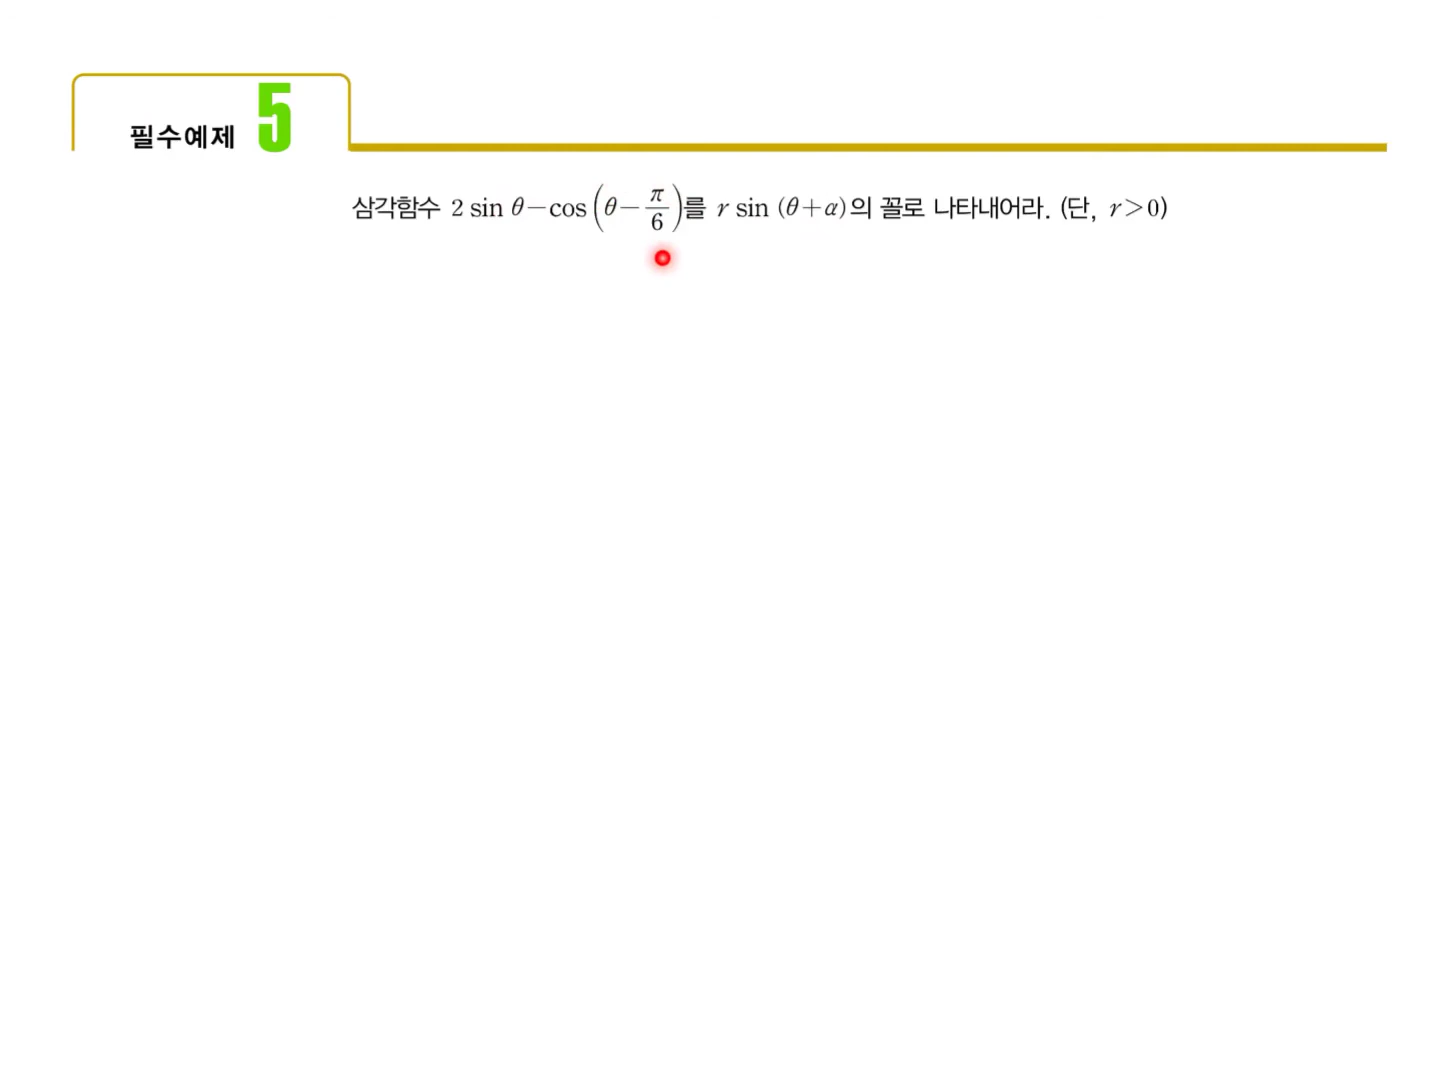 필수예제 5
삼각함수 2 sin θ−cos(θ−π/6)를 r sin (θ+α)의 꼴로 나타내어라. (단, r>0)